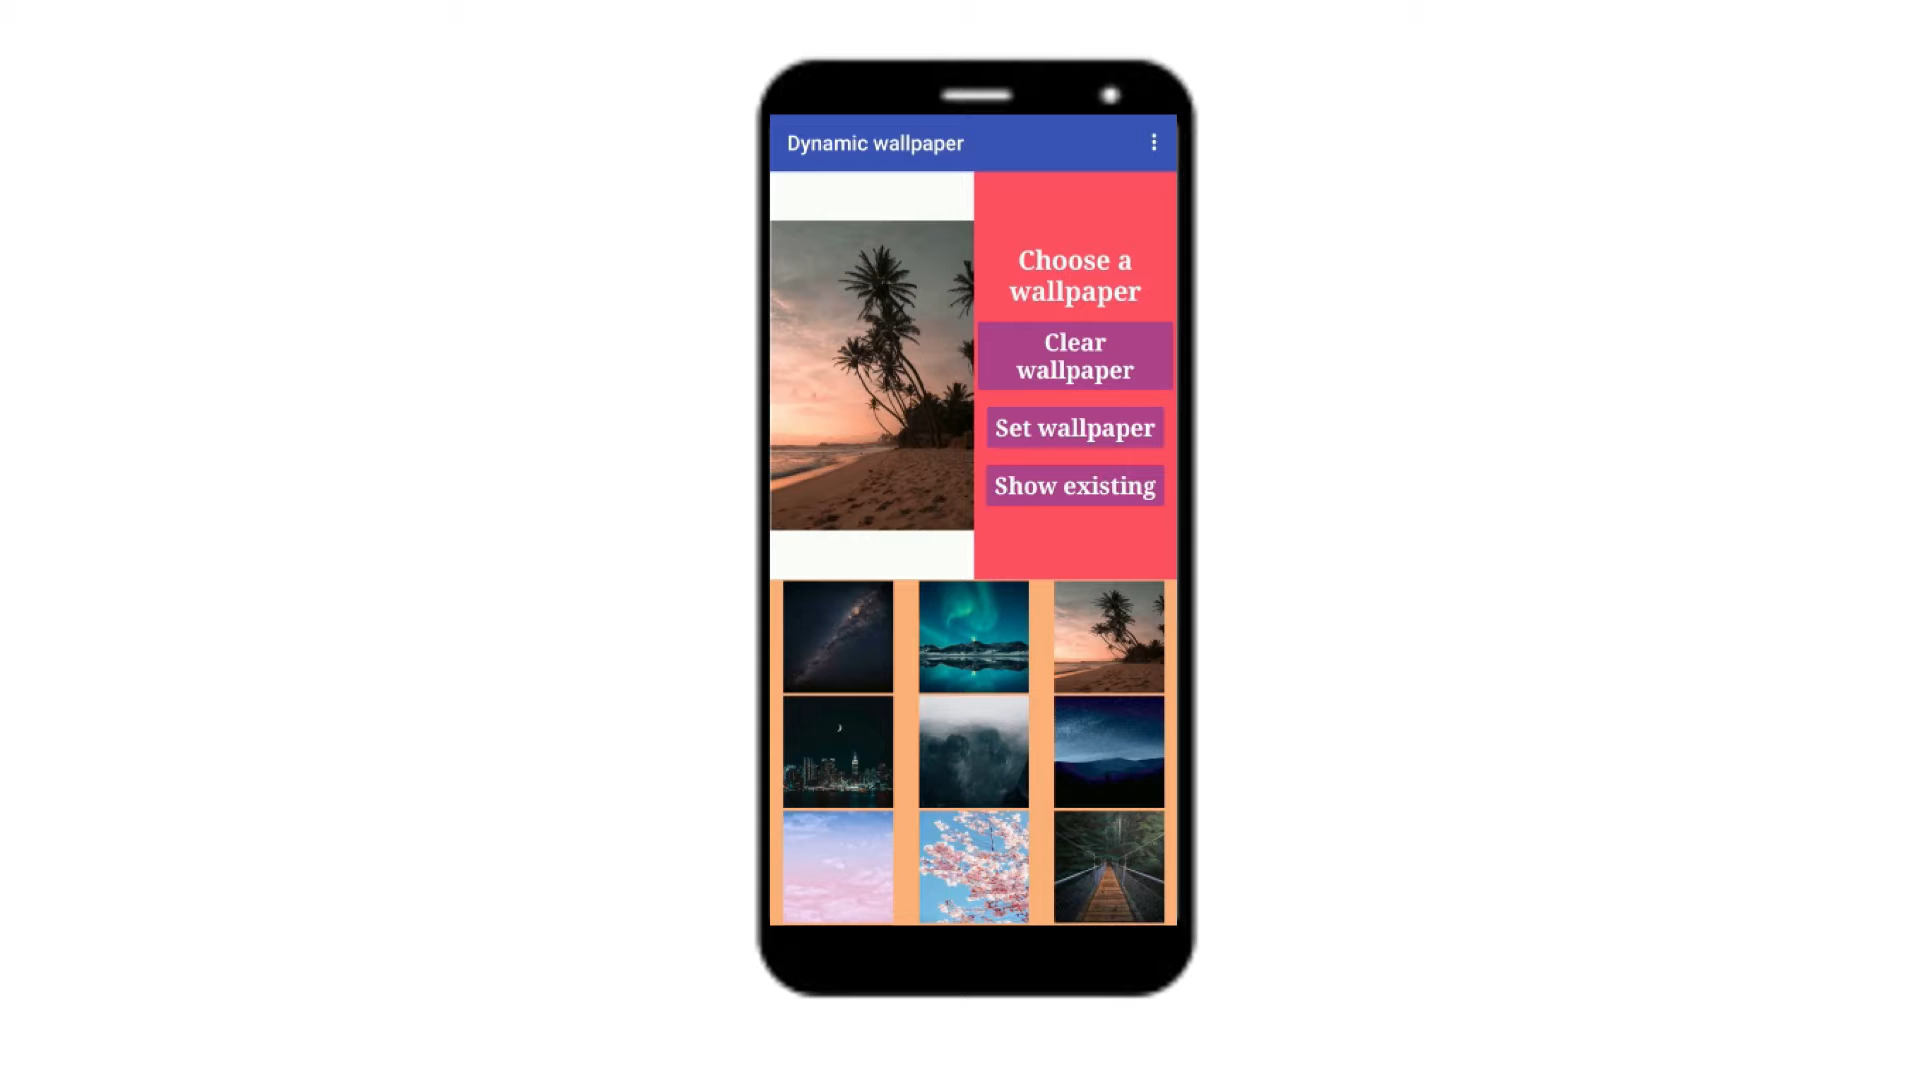 Dynamic wallpaper
Choose a
wallpaper
Clear
wallpaper
Set wallpaper
Show existing